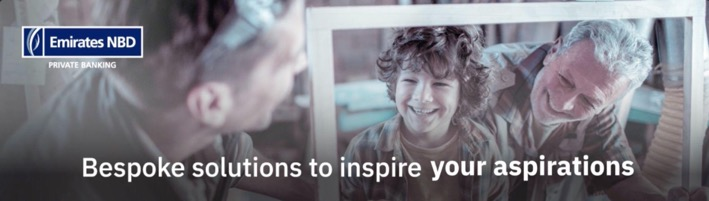 Emirates NBD
PRIVATE BANKING
Bespoke solutions to inspire your aspirations